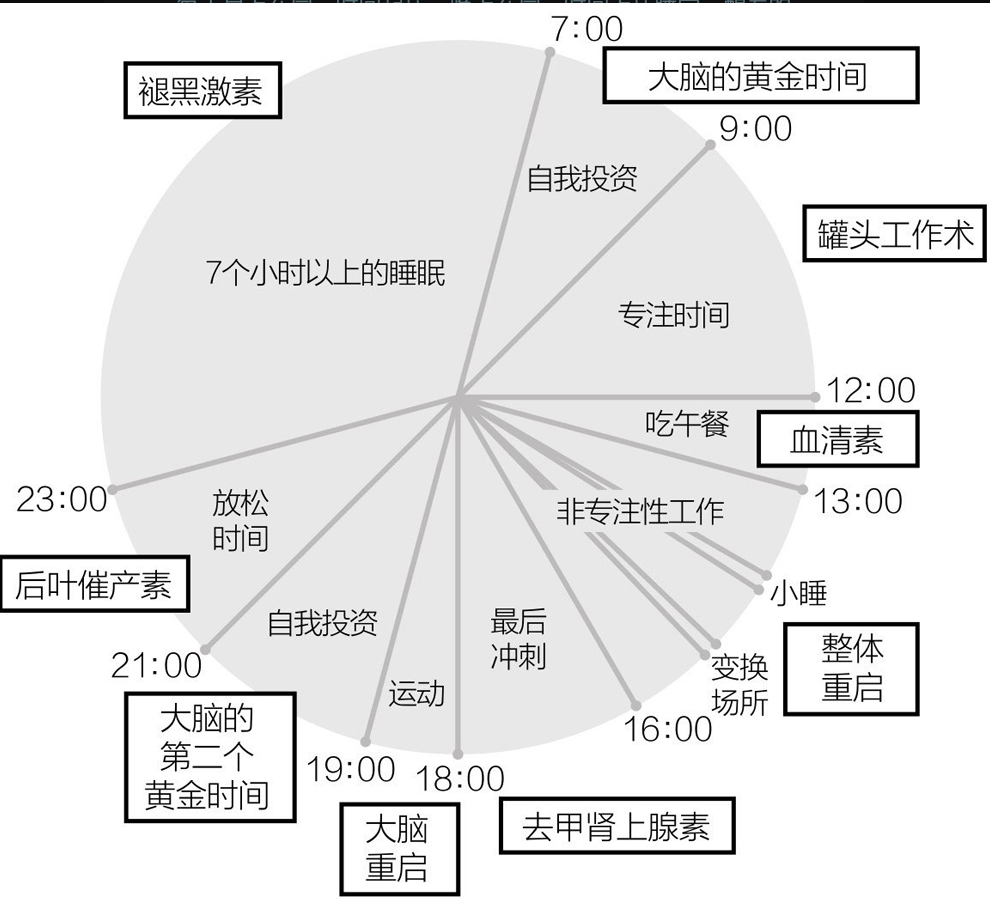 7:00
大脑的黄金时间
褪黑激素
9:00
自我投资
罐头工作术
7个小时以上的睡眠
专注时间
12:00
吃午餐
血清素
23:00
放松
时间
非专注性工作
13:00
后叶催产素
小睡
自我投资
最后
冲刺
整体
重启
21:00
变换
场所
运动
大脑的
第二个
黄金时间
16:00
19:00
18:00
大脑
重启
去甲肾上腺素